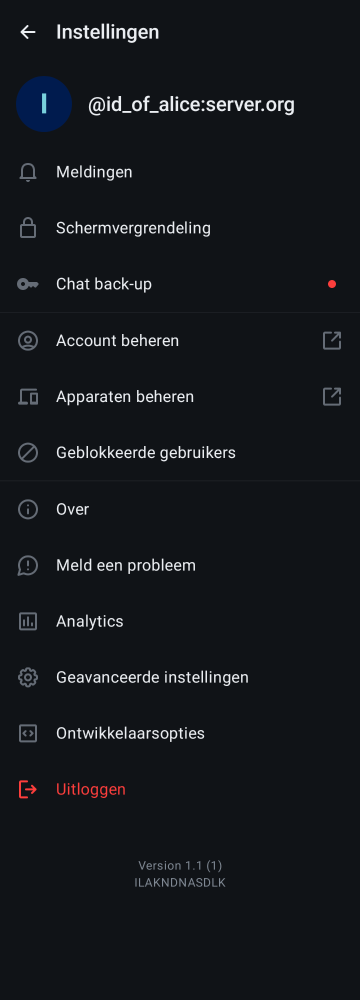 Instellingen
I
@id_of_alice:server.org
Meldingen
Schermvergrendeling
Chat back-up
Account beheren
Apparaten beheren
Geblokkeerde gebruikers
Over
Meld een probleem
Analytics
Geavanceerde instellingen
Ontwikkelaarsopties
Uitloggen
Version 1.1 (1)
ILAKNDNASDLK